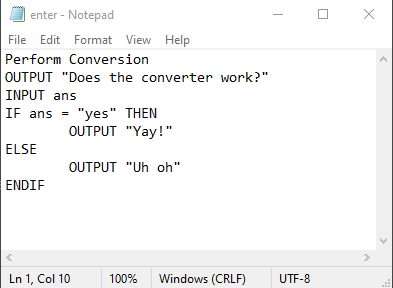 enter - Notepad
File Edit Format View Help
Perform Conversion
OUTPUT "Does the converter work?"
INPUT ans
IF ans = "yes" THEN
        OUTPUT "Yay!"
ELSE
        OUTPUT "Uh oh"
ENDIF
Ln 1, Col 10 100% Windows (CRLF) UTF-8